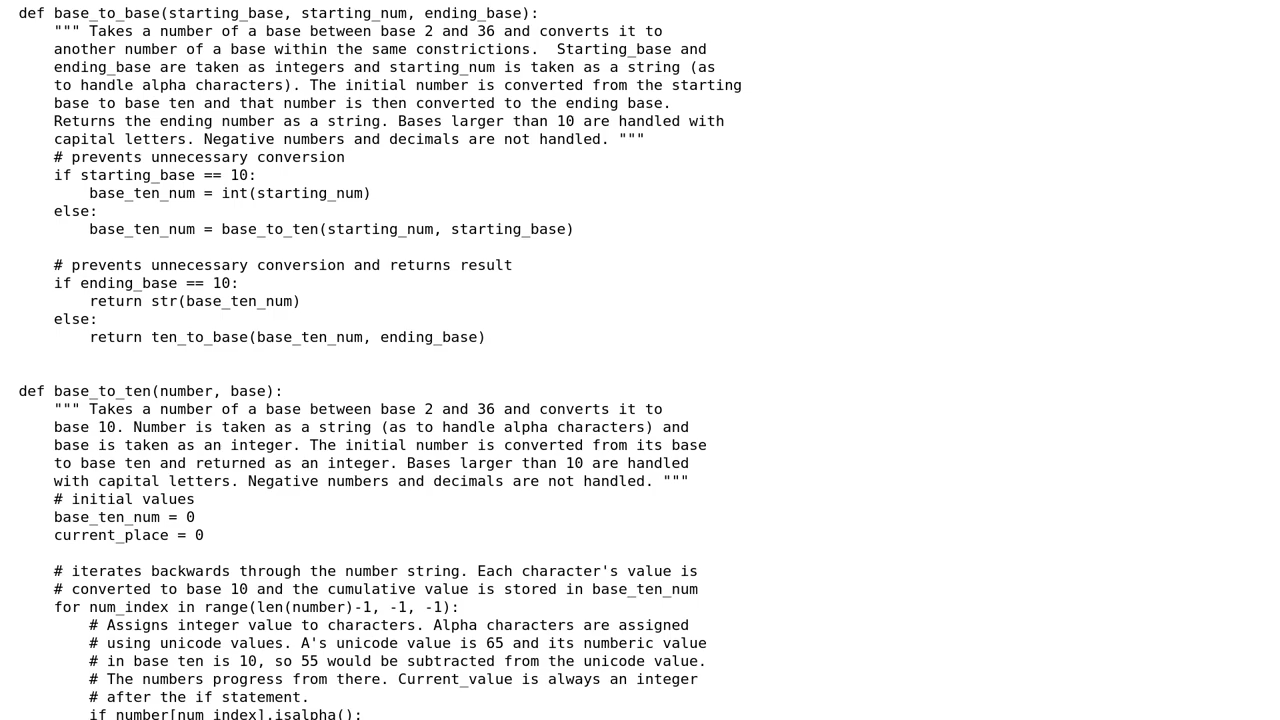 def base_to_base(starting_base, starting_num, ending_base):
    """ Takes a number of a base between base 2 and 36 and converts it to
    another number of a base within the same constrictions.  Starting_base and
    ending_base are taken as integers and starting_num is taken as a string (as
    to handle alpha characters). The initial number is converted from the starting
    base to base ten and that number is then converted to the ending base.
    Returns the ending number as a string. Bases larger than 10 are handled with
    capital letters. Negative numbers and decimals are not handled. """
    # prevents unnecessary conversion
    if starting_base == 10:
        base_ten_num = int(starting_num)
    else:
        base_ten_num = base_to_ten(starting_num, starting_base)

    # prevents unnecessary conversion and returns result
    if ending_base == 10:
        return str(base_ten_num)
    else:
        return ten_to_base(base_ten_num, ending_base)


def base_to_ten(number, base):
    """ Takes a number of a base between base 2 and 36 and converts it to
    base 10. Number is taken as a string (as to handle alpha characters) and
    base is taken as an integer. The initial number is converted from its base
    to base ten and returned as an integer. Bases larger than 10 are handled
    with capital letters. Negative numbers and decimals are not handled. """
    # initial values
    base_ten_num = 0
    current_place = 0

    # iterates backwards through the number string. Each character's value is
    # converted to base 10 and the cumulative value is stored in base_ten_num
    for num_index in range(len(number)-1, -1, -1):
        # Assigns integer value to characters. Alpha characters are assigned
        # using unicode values. A's unicode value is 65 and its numberic value
        # in base ten is 10, so 55 would be subtracted from the unicode value.
        # The numbers progress from there. Current_value is always an integer
        # after the if statement.
        if number[num_index].isalpha():